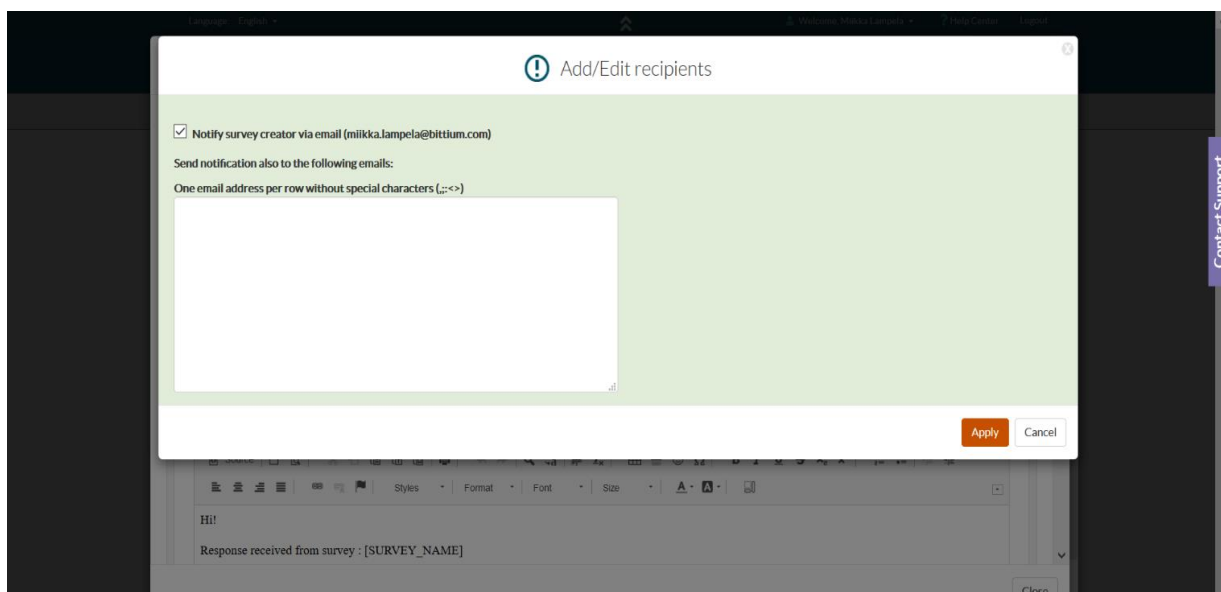 Language: English
Welcome: Miikka Lampela
? Help Center
Logout
Add/Edit recipients
Notify survey creator via email (miikka.lampela@bittium.com)
Send notification also to the following emails:
One email address per row without special characters (,;:<>)
Contact Support
Apply
Cancel
Source
Styles
Format
Font
Size
Hi!
Response received from survey : [SURVEY_NAME]
Close